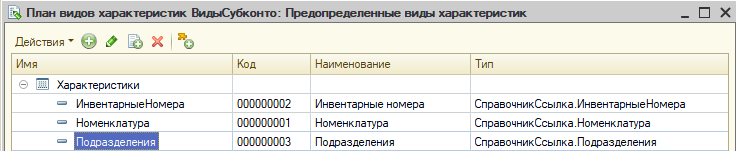 План видов характеристик ВидыСубконто: Предопределенные виды характеристик
Действия
Имя Код Наименование Тип
Характеристики
ИнвентарныеНомера 000000002 Инвентарные номера СправочникСсылка.ИнвентарныеНомера
Номенклатура 000000001 Номенклатура СправочникСсылка.Номенклатура
Подразделения 000000003 Подразделения СправочникСсылка.Подразделения